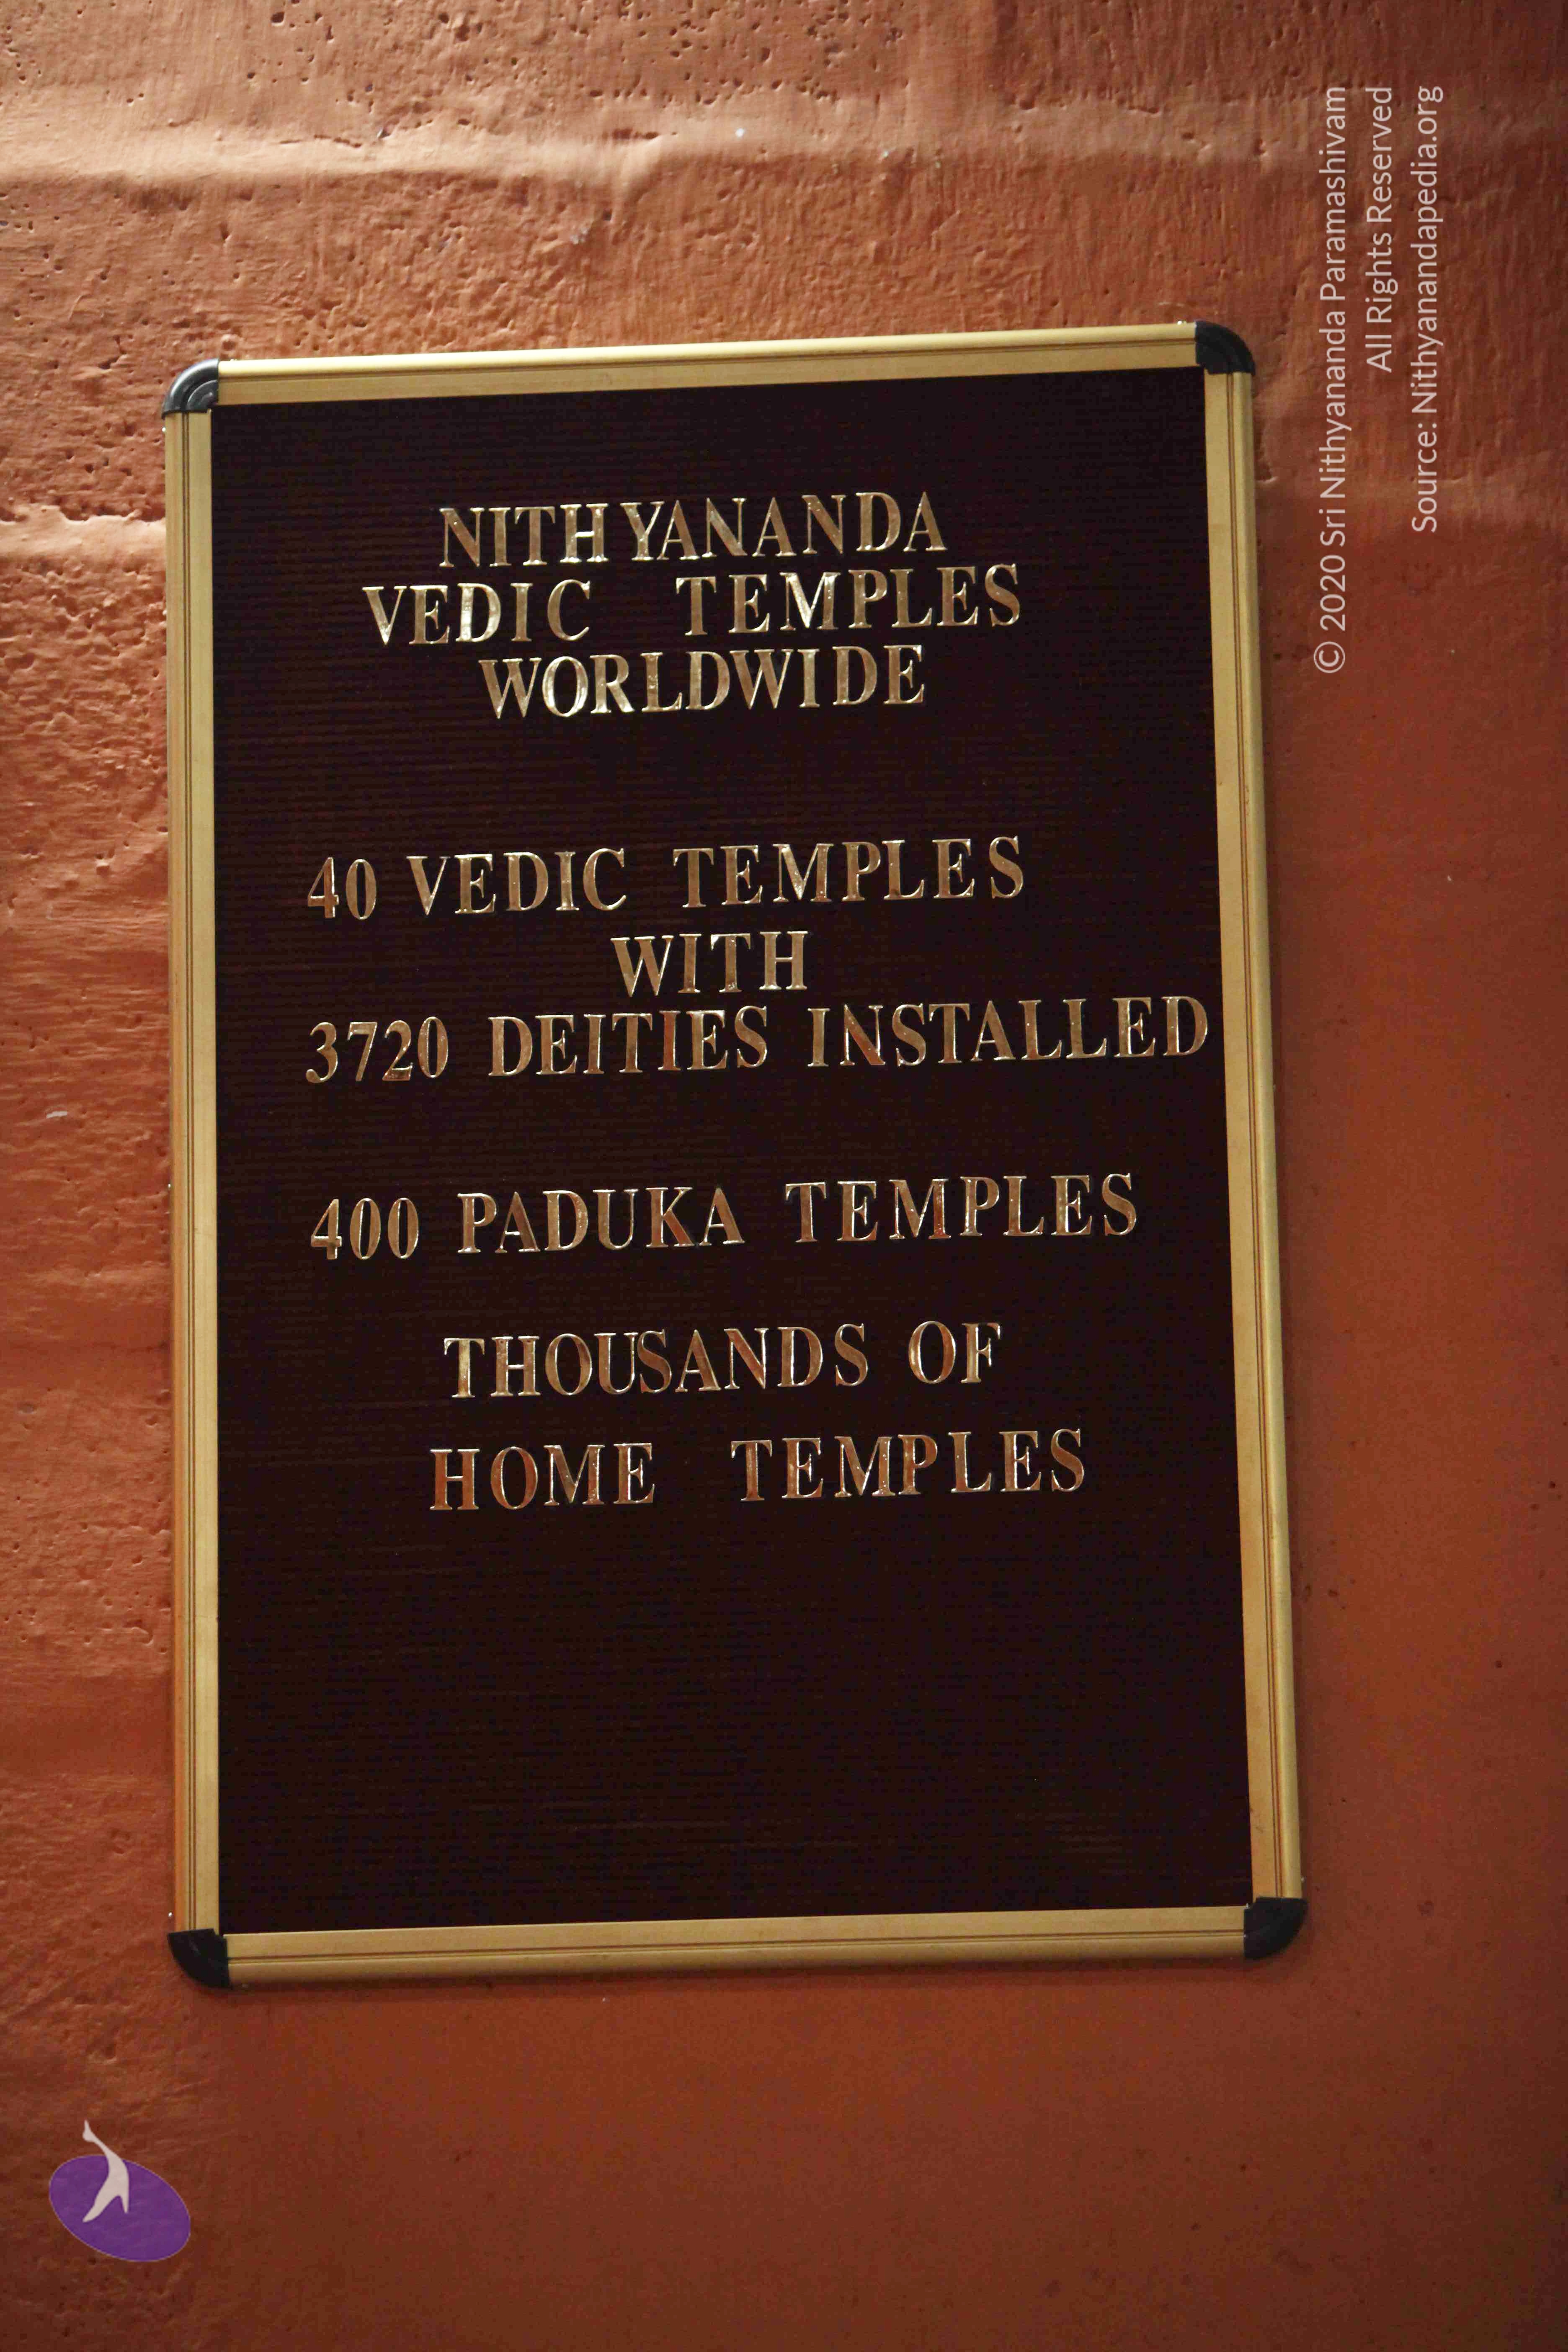 NITHYANANDA
VEDIC TEMPLES
WORLDWIDE
40 VEDIC TEMPLES
WITH
3720 DEITIES INSTALLED
400 PADUKA TEMPLES
THOUSANDS OF
HOME TEMPLES
© 2020 Sri Nithyananda Paramashivam
All Rights Reserved
Source: Nithyanandapedia.org